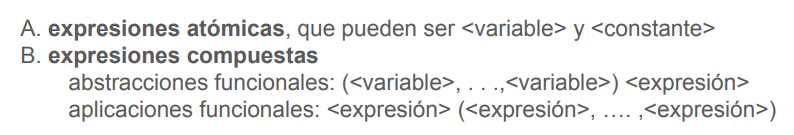 A. expresiones atómicas, que pueden ser <variable> y <constante>
B. expresiones compuestas
abstracciones funcionales: (<variable>, . . .,<variable>) <expresión>
aplicaciones funcionales: <expresión> (<expresión>, …. ,<expresión>)